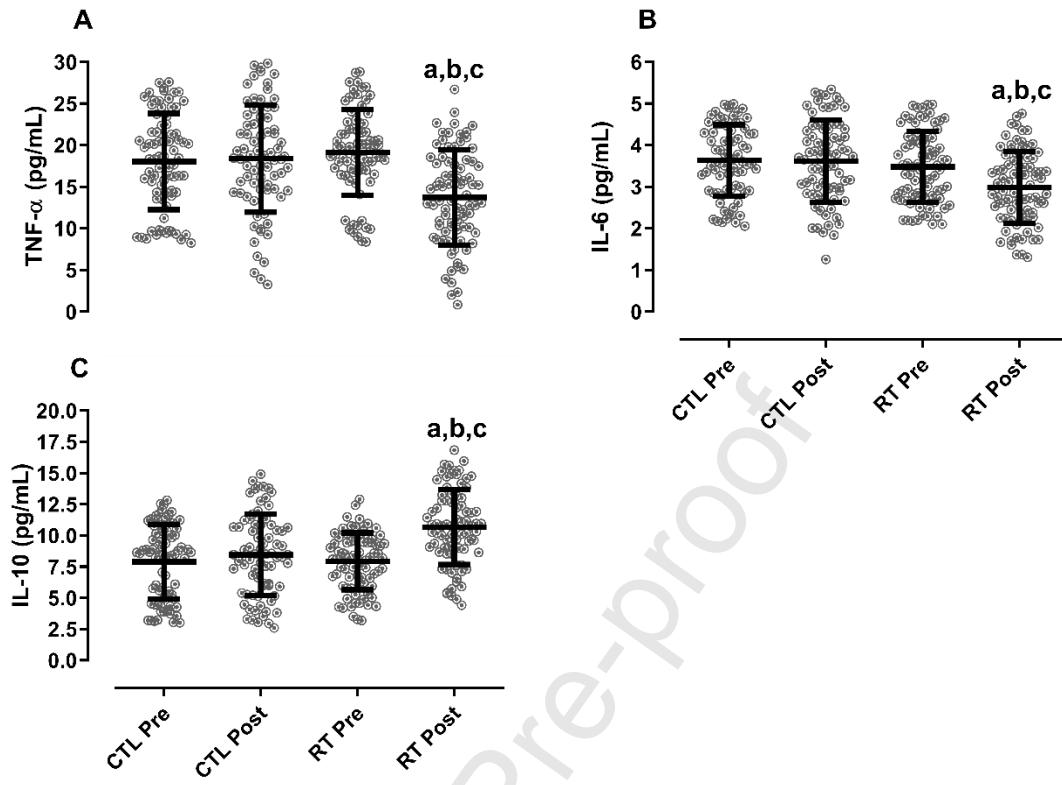 A
TNF-α (pg/mL)
30
25
20
15
10
5
0
a,b,c
B
IL-6 (pg/mL)
6
5
4
3
2
1
0
a,b,c
CTL Pre
CTL Post
RT Pre
RT Post
C
IL-10 (pg/mL)
20.0
17.5
15.0
12.5
10.0
7.5
5.0
2.5
0.0
a,b,c
CTL Pre
CTL Post
RT Pre
RT Post
Pre-proof